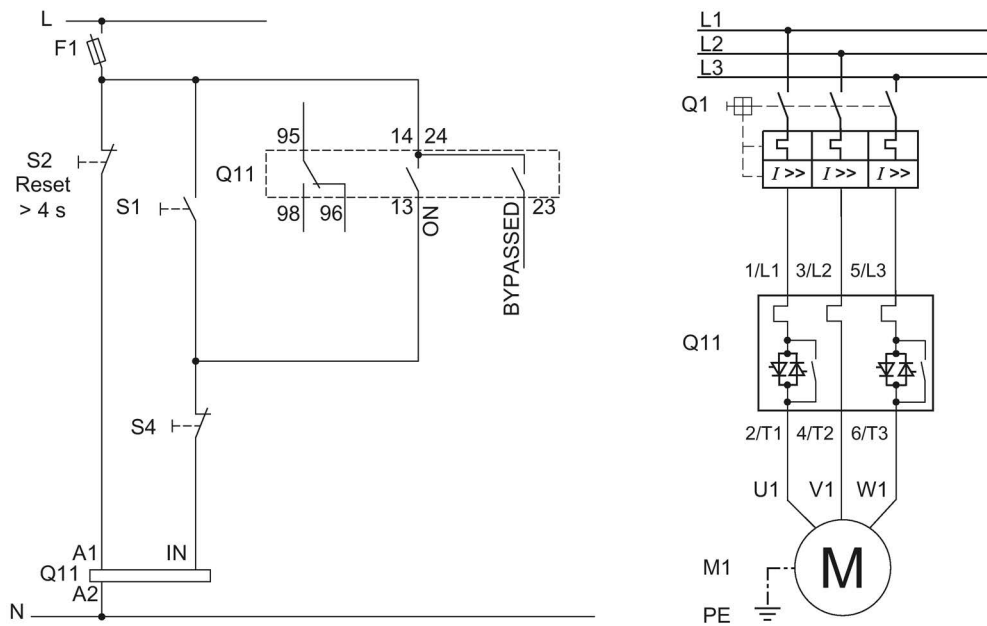 L
F1
S2
Reset
> 4 s
S1
Q11
95
14
24
98
96
13
23
ON
BYPASSED
S4
A1
IN
Q11
A2
N
L1
L2
L3
Q1
I >>
I >>
I >>
1/L1
3/L2
5/L3
Q11
2/T1
4/T2
6/T3
U1
V1
W1
M1
M
PE